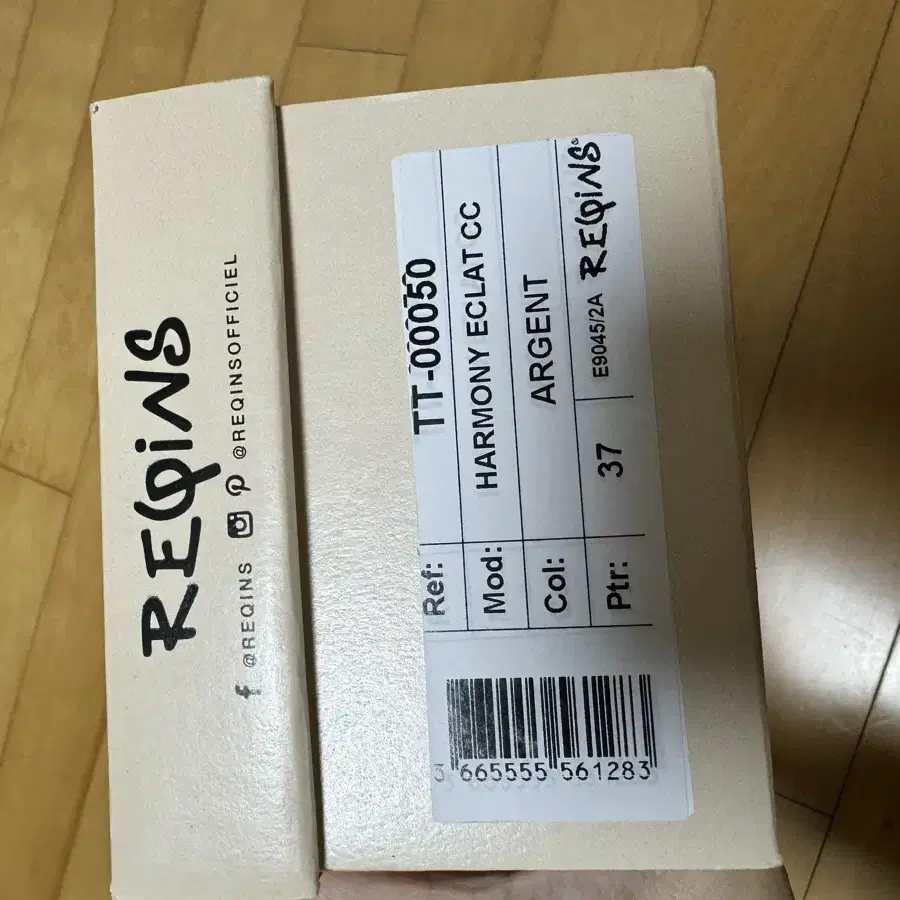 REQiNS
f @REQINS @REQINSOFFICIEL
Ref: TT-00050
Mod: HARMONY ECLAT CC
Col: ARGENT
Ptr: 37 E9045/2A REQiNS
3 665555 561283